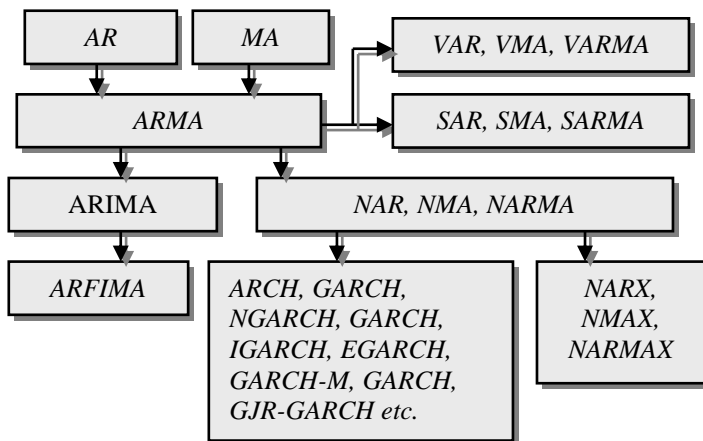 AR
MA
VAR, VMA, VARMA
ARMA
SAR, SMA, SARMA
ARIMA
NAR, NMA, NARMA
ARFIMA
ARCH, GARCH,
NGARCH, GARCH,
IGARCH, EGARCH,
GARCH-M, GARCH,
GJR-GARCH etc.
NARX,
NMAX,
NARMAX